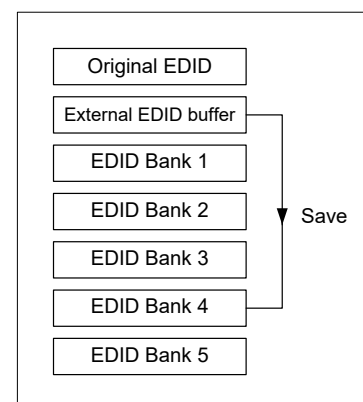 Original EDID
External EDID buffer
EDID Bank 1
EDID Bank 2
EDID Bank 3
Save
EDID Bank 4
EDID Bank 5